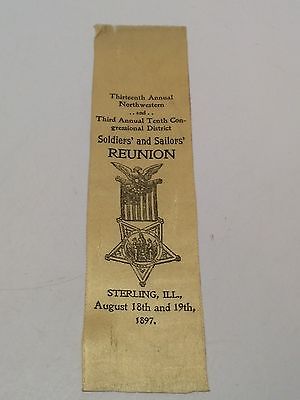 Thirteenth Annual
Northwestern
..and..
Third Annual Tenth Con-
gressional District
Soldiers' and Sailors'
REUNION
STERLING, ILL.,
August 18th and 19th,
1897.